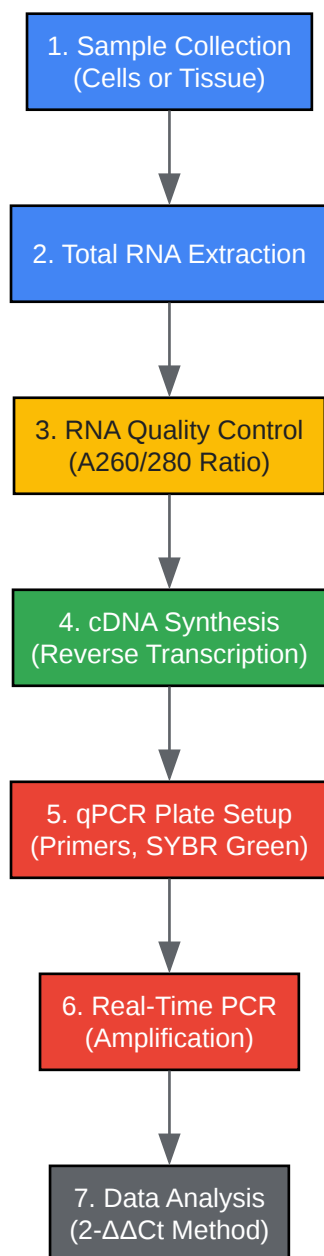 1. Sample Collection
(Cells or Tissue)
2. Total RNA Extraction
3. RNA Quality Control
(A260/280 Ratio)
4. cDNA Synthesis
(Reverse Transcription)
5. qPCR Plate Setup
(Primers, SYBR Green)
6. Real-Time PCR
(Amplification)
7. Data Analysis
(2-ΔΔCt Method)